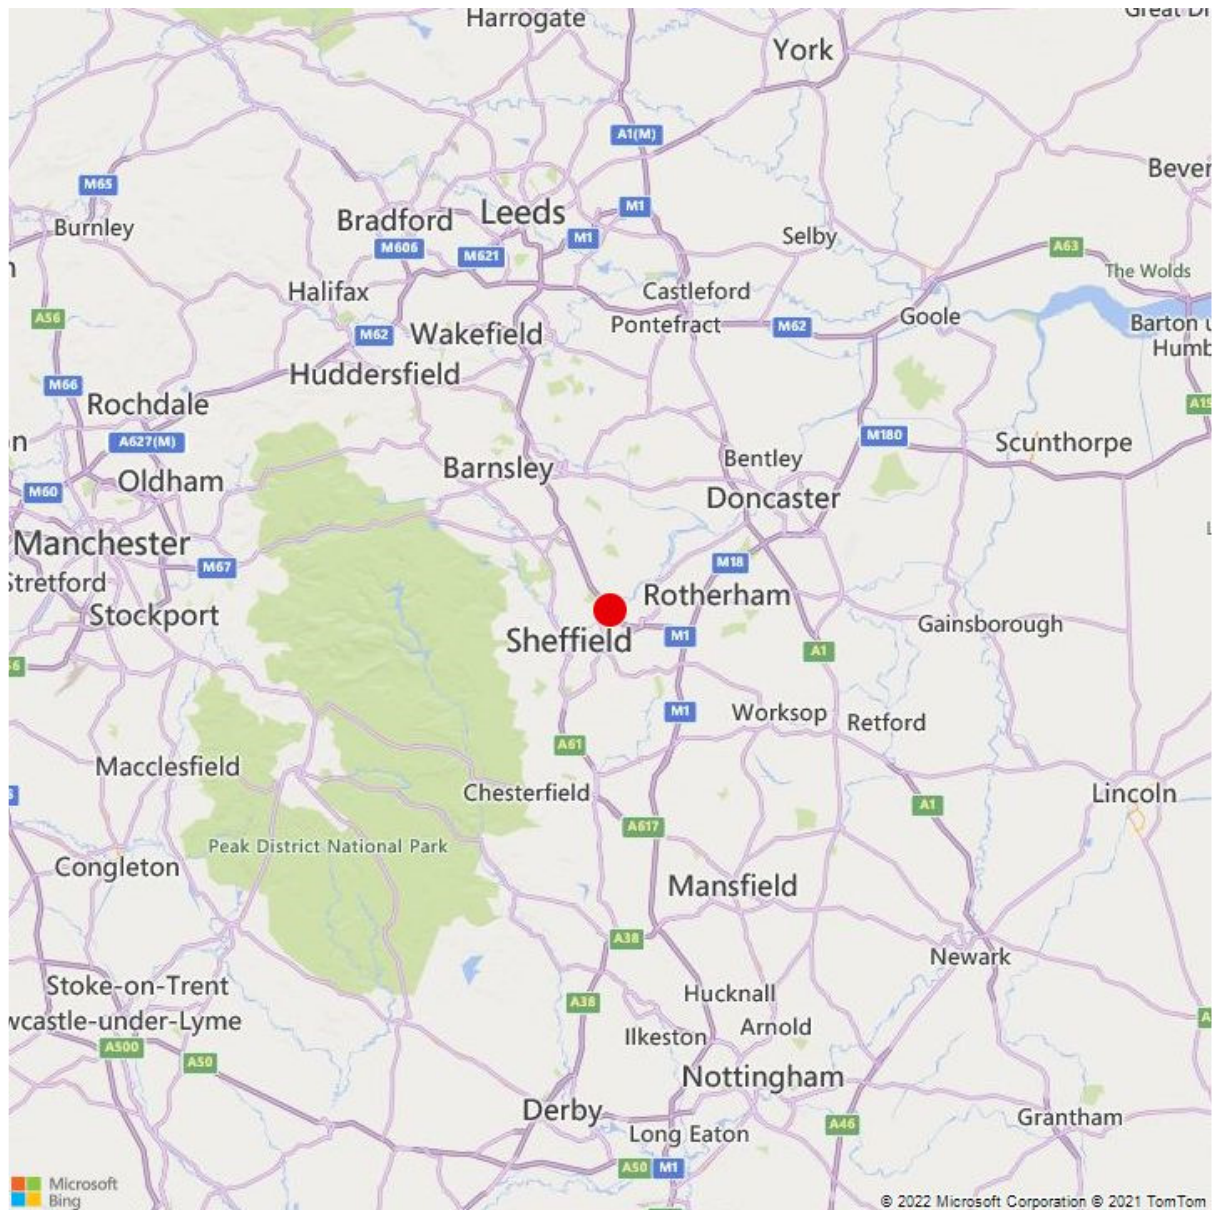 Harrogate
York
A1(M)
M65
Burnley
Bradford
Leeds
M1
M606
M621
M1
Selby
A63
The Wolds
Halifax
Castleford
A56
M62
Wakefield
Pontefract
M62
Goole
Huddersfield
M66
Rochdale
A627(M)
M180
Scunthorpe
Barnsley
Bentley
M60
Oldham
Doncaster
Manchester
M67
M18
Stretford
Rotherham
Stockport
Sheffield
M1
Gainsborough
A1
M1
Worksop
Retford
A61
Macclesfield
Chesterfield
Lincoln
A1
A617
Peak District National Park
Congleton
Mansfield
A38
Newark
Stoke-on-Trent
Hucknall
A38
wcastle-under-Lyme
Ilkeston
Arnold
A500
A50
Nottingham
Derby
Grantham
Long Eaton
A46
A50
M1
Microsoft
Bing
© 2022 Microsoft Corporation © 2021 TomTom